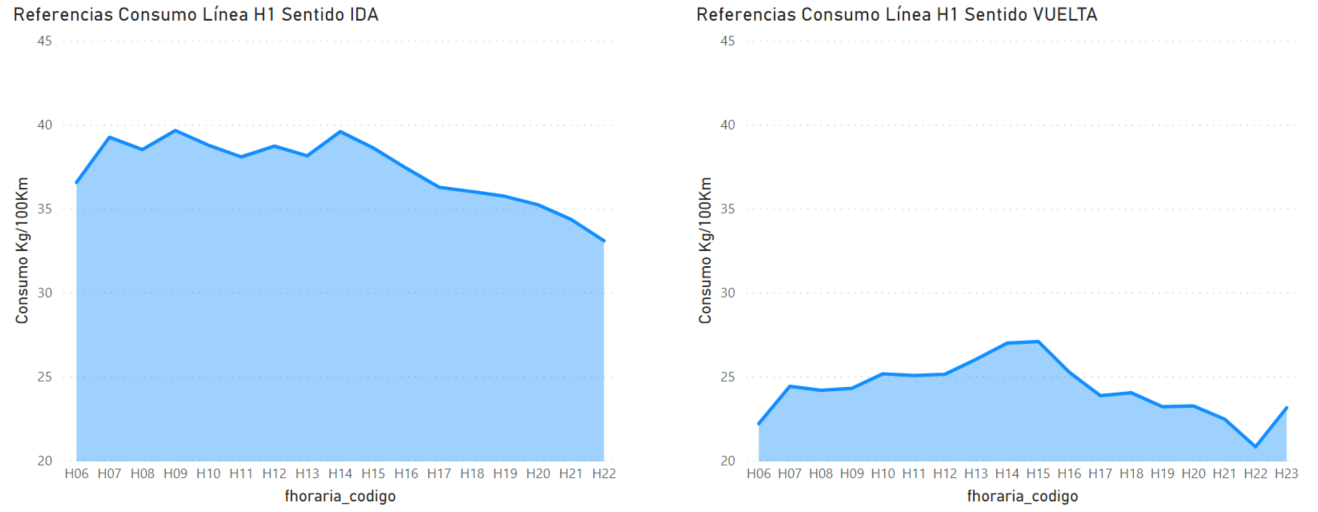 Referencias Consumo Línea H1 Sentido IDA
45
40
35
30
25
20
Consumo Kg/100Km
H06 H07 H08 H09 H10 H11 H12 H13 H14 H15 H16 H17 H18 H19 H20 H21 H22
fhoraria_codigo
Referencias Consumo Línea H1 Sentido VUELTA
45
40
35
30
25
20
Consumo Kg/100Km
H06 H07 H08 H09 H10 H11 H12 H13 H14 H15 H16 H17 H18 H19 H20 H21 H22 H23
fhoraria_codigo